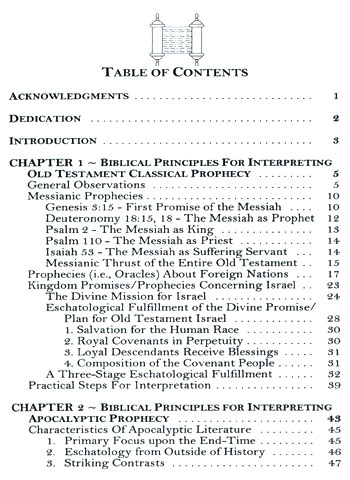 TABLE OF CONTENTS
ACKNOWLEDGMENTS . . . . . . . . . . . . . . . . . . . . . . . . . . 1
DEDICATION . . . . . . . . . . . . . . . . . . . . . . . . . . . . . . . 2
INTRODUCTION . . . . . . . . . . . . . . . . . . . . . . . . . . . . . 3
CHAPTER 1 ~ BIBLICAL PRINCIPLES FOR INTERPRETING
OLD TESTAMENT CLASSICAL PROPHECY . . . . . . . . . 5
General Observations . . . . . . . . . . . . . . . . . . . . . . . . . 5
Messianic Prophecies . . . . . . . . . . . . . . . . . . . . . . . . . 10
Genesis 3:15 - First Promise of the Messiah . . . . 10
Deuteronomy 18:15, 18 - The Messiah as Prophet 12
Psalm 2 - The Messiah as King . . . . . . . . . . . . . . 13
Psalm 110 - The Messiah as Priest . . . . . . . . . . . 14
Isaiah 53 - The Messiah as Suffering Servant . . . 14
Messianic Thrust of the Entire Old Testament . . 15
Prophecies (i.e., Oracles) About Foreign Nations . . . 17
Kingdom Promises/Prophecies Concerning Israel . . 23
The Divine Mission for Israel . . . . . . . . . . . . . . . 24
Eschatological Fulfillment of the Divine Promise/
Plan for Old Testament Israel . . . . . . . . . . . . . 28
1. Salvation for the Human Race . . . . . . . . . . 30
2. Royal Covenants in Perpetuity . . . . . . . . . . 30
3. Loyal Descendants Receive Blessings . . . . . 31
4. Composition of the Covenant People . . . . . 31
A Three-Stage Eschatological Fulfillment . . . . . . 32
Practical Steps For Interpretation . . . . . . . . . . . . . . 39
CHAPTER 2 ~ BIBLICAL PRINCIPLES FOR INTERPRETING
APOCALYPTIC PROPHECY . . . . . . . . . . . . . . . . . . . . 43
Characteristics Of Apocalyptic Literature . . . . . . . . 45
1. Primary Focus upon the End-Time . . . . . . . . 45
2. Eschatology from Outside of History . . . . . . . 46
3. Striking Contrasts . . . . . . . . . . . . . . . . . . . . . 47